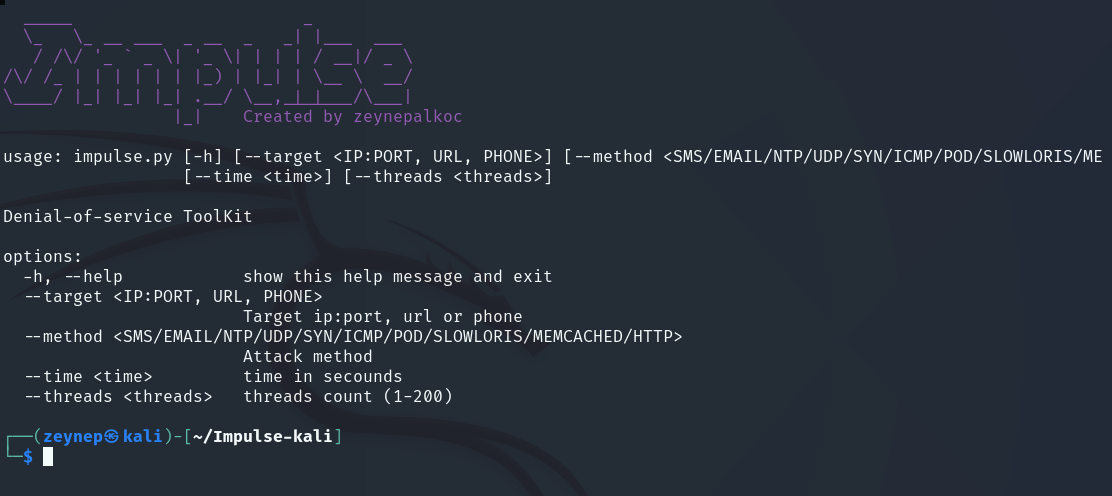 Impulse
Created by zeynepalkoc
usage: impulse.py [-h] [--target <IP:PORT, URL, PHONE>] [--method <SMS/EMAIL/NTP/UDP/SYN/ICMP/POD/SLOWLORIS/ME
[--time <time>] [--threads <threads>]
Denial-of-service ToolKit
options:
-h, --help show this help message and exit
--target <IP:PORT, URL, PHONE>
Target ip:port, url or phone
--method <SMS/EMAIL/NTP/UDP/SYN/ICMP/POD/SLOWLORIS/MEMCACHED/HTTP>
Attack method
--time <time> time in secounds
--threads <threads> threads count (1-200)
┌──(zeynep㉿kali)-[~/Impulse-kali]
└─$